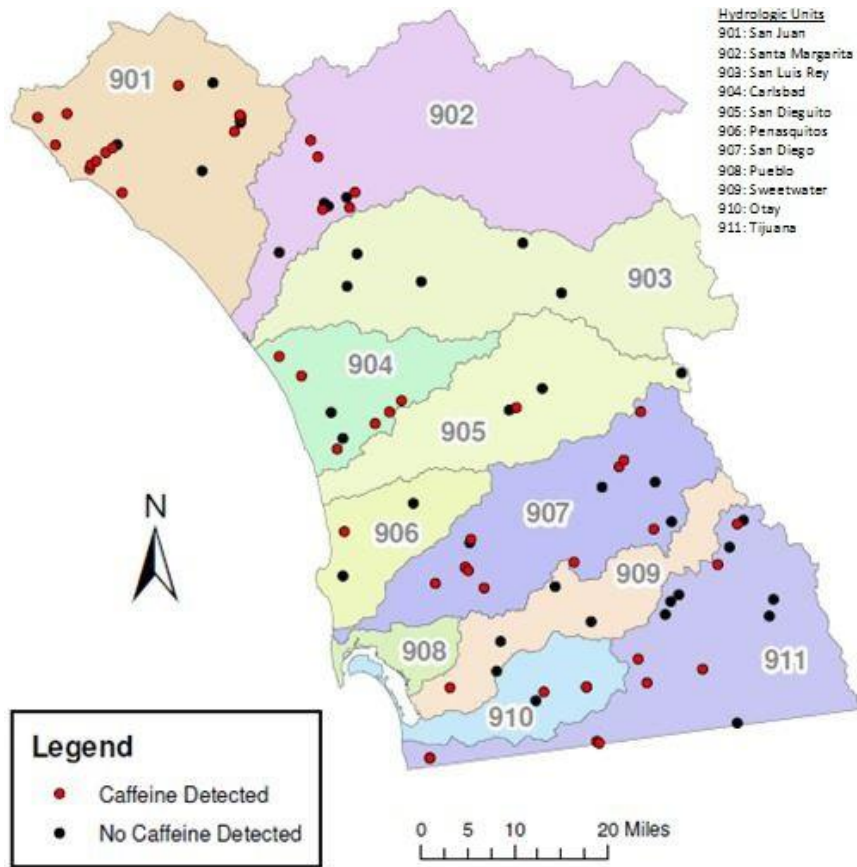 Hydrologic Units
901: San Juan
902: Santa Margarita
903: San Luis Rey
904: Carlsbad
905: San Dieguito
906: Penasquitos
907: San Diego
908: Pueblo
909: Sweetwater
910: Otay
911: Tijuana
901
902
903
904
905
906
907
908
909
910
911
N
Legend
Caffeine Detected
No Caffeine Detected
0 5 10 20 Miles